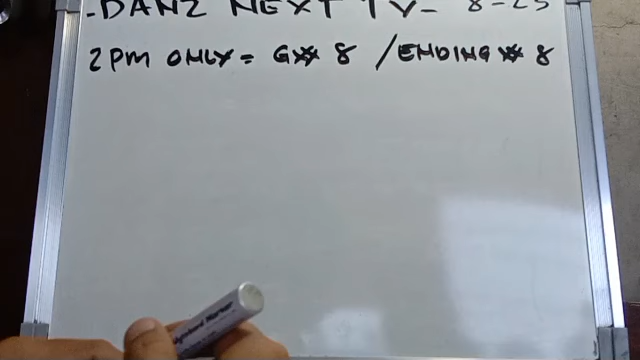 -DANZ NEXT TV- 8-25
2PM ONLY = G** 8 / ENDING ** 8